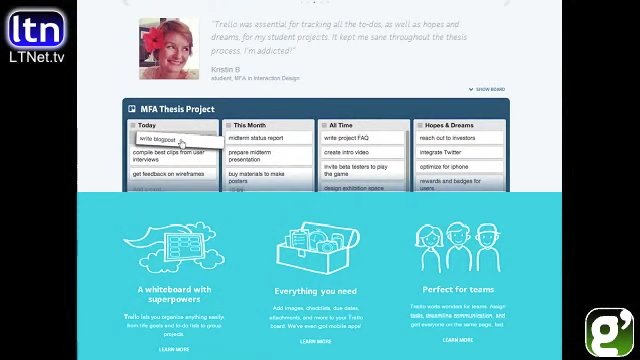 ltn
LTNet.tv
"Trello was essential for tracking all the to-dos, as well as hopes and
dreams, for my student projects. It kept me sane throughout the thesis
process. I'm addicted!"
Kristin B
student, MFA in Interaction Design
SHOW BOARD
MFA Thesis Project
Today
write blogpost
compile best clips from user
interviews
get feedback on wireframes
This Month
midterm status report
prepare midterm
presentation
buy materials to make
posters
All Time
write project FAQ
create intro video
invite beta testers to play
the game
design exhibition space
Hopes & Dreams
reach out to investors
integrate Twitter
optimize for iphone
rewards and badges for
users
A whiteboard with
superpowers
Trello lets you organize anything easily:
from life goals and to-do lists to group
projects.
LEARN MORE
Everything you need
Add images, checklists, due dates,
attachments, and more to your Trello
board. We've even got mobile apps!
LEARN MORE
Perfect for teams
Trello works wonders for teams. Assign
tasks, streamline communication, and
get everyone on the same page, fast.
LEARN MORE
g'